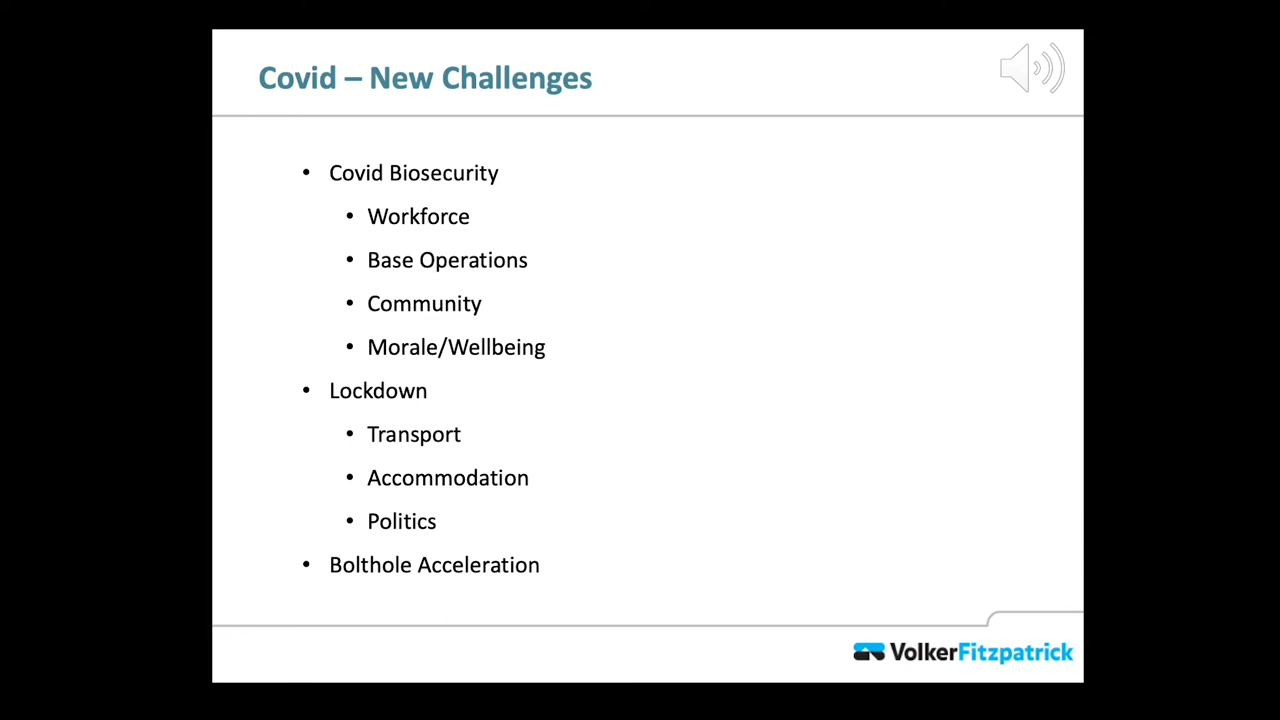 Covid – New Challenges
• Covid Biosecurity
• Workforce
• Base Operations
• Community
• Morale/Wellbeing
• Lockdown
• Transport
• Accommodation
• Politics
• Bolthole Acceleration
VolkerFitzpatrick